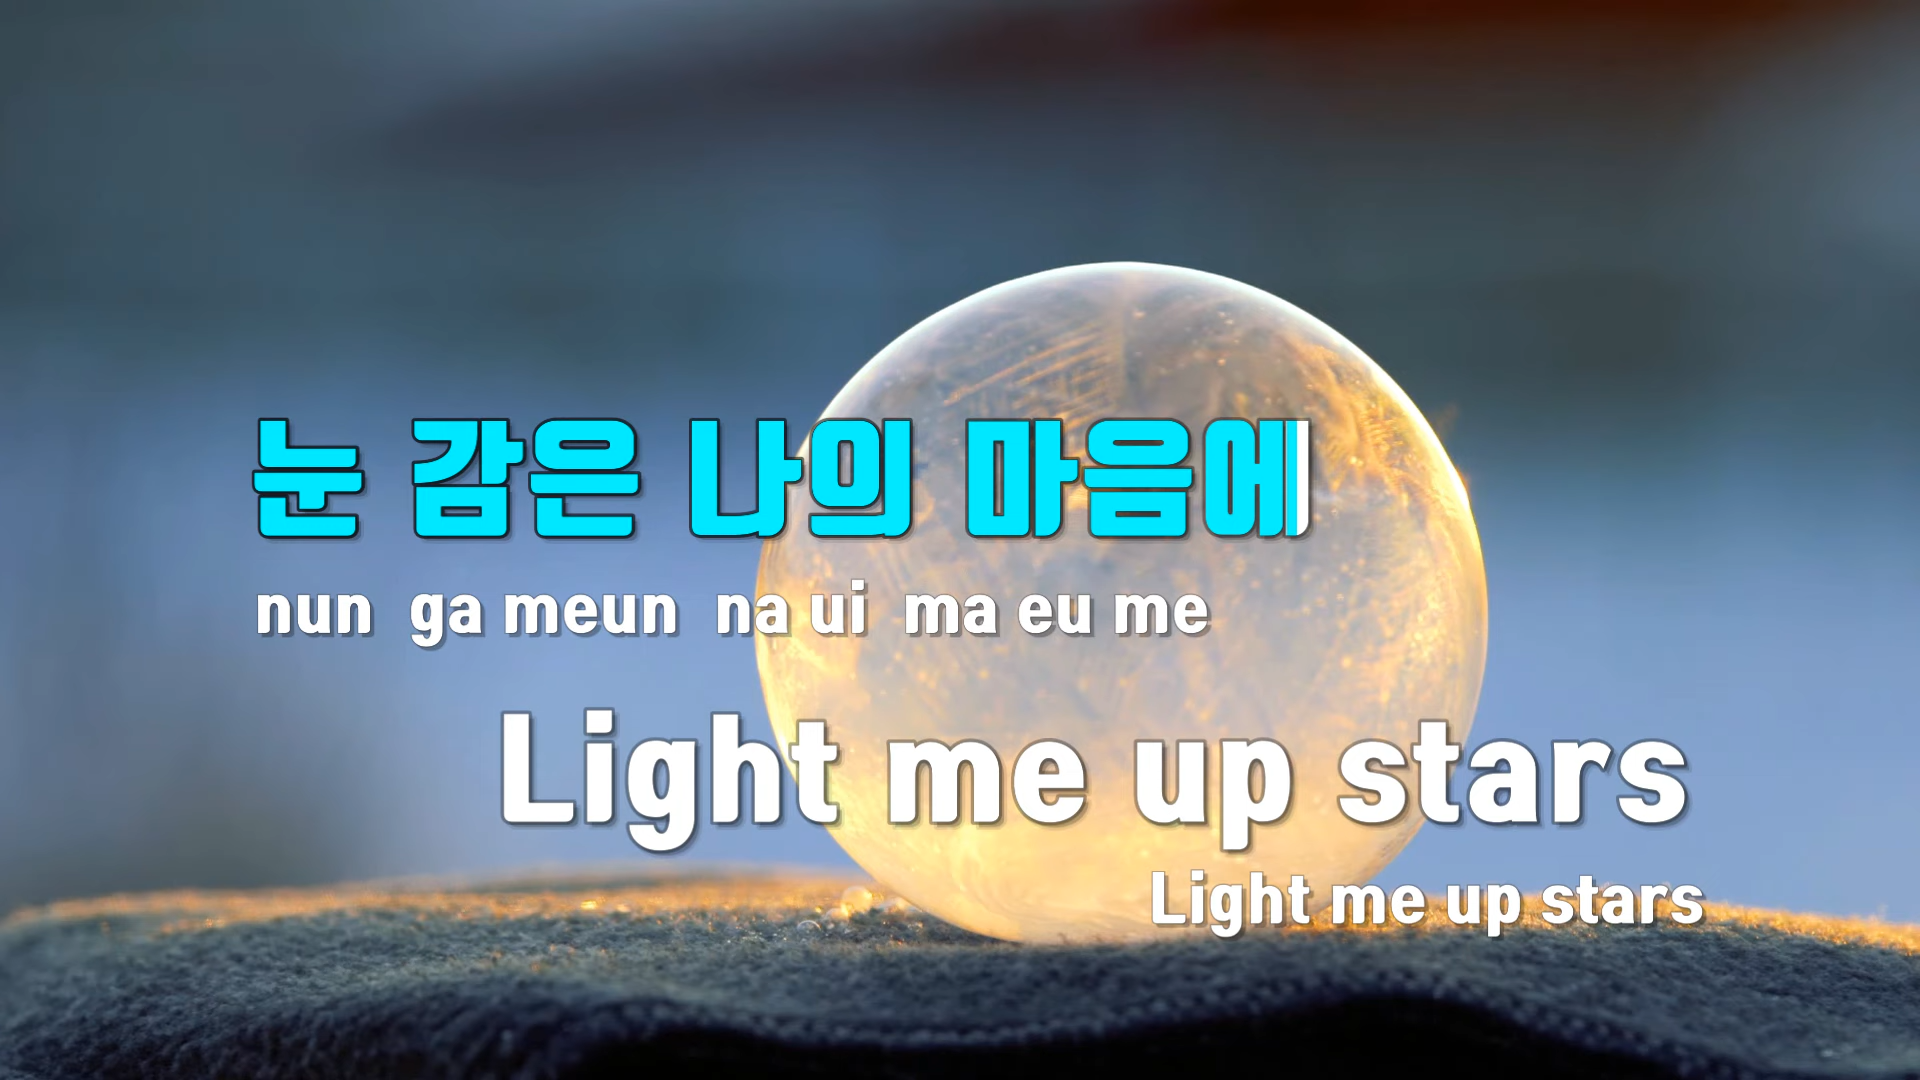 눈 감은 나의 마음에
nun ga meun na ui ma eu me
Light me up stars
Light me up stars